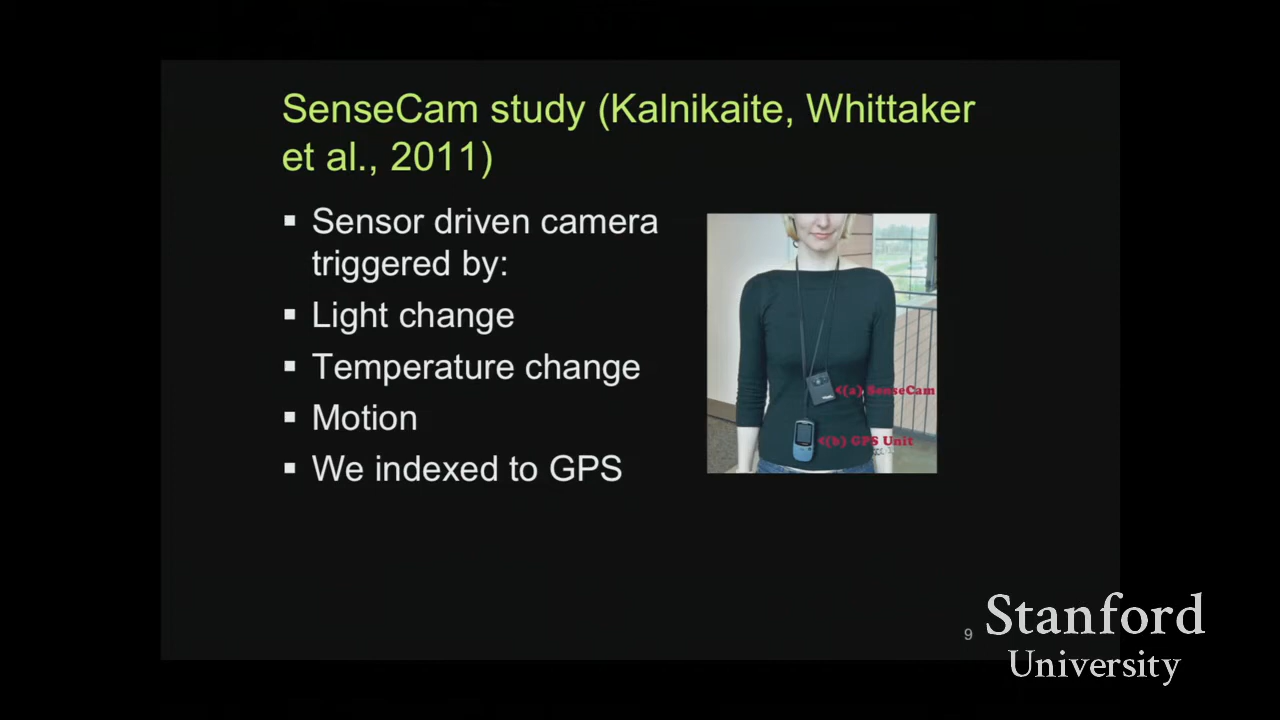 SenseCam study (Kalnikaite, Whittaker
et al., 2011)
▪ Sensor driven camera
triggered by:
▪ Light change
▪ Temperature change
▪ Motion
▪ We indexed to GPS
(a) SenseCam
(b) GPS Unit
9
Stanford
University